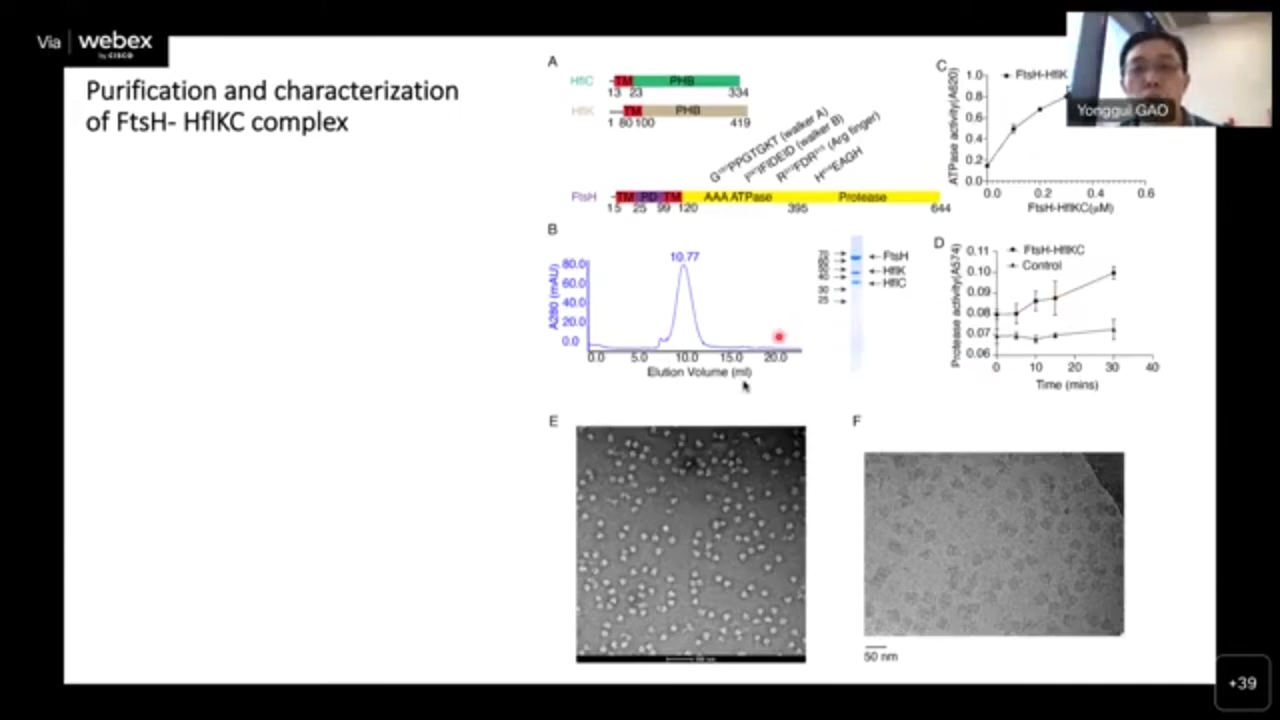 Via webex
by CISCO
Purification and characterization
of FtsH- HflKC complex
A
HflC
TM PHB
13 23 334
HflK
TM PHB
1 80 100 419
(walker A)
(walker B)
(Arg finger)
FtsH
TM PD TM AAA ATPase Protease
15 25 99 120 395 644
B
A280 (mAU)
80.0
60.0
40.0
20.0
0.0
10.77
0.0 5.0 10.0 15.0 20.0
Elution Volume (ml)
FtsH
HflK
HflC
C
ATPase activity(A620)
1.0
0.8
0.6
0.4
0.2
0.0
FtsH-HflK
0.0 0.2 0.4 0.6
FtsH-HflKC(μM)
Yonggui GAO
D
Protease activity(A574)
0.11
0.10
0.09
0.08
0.07
0.06
FtsH-HflKC
Control
0 10 20 30 40
Time (mins)
E
F
50 nm
+39